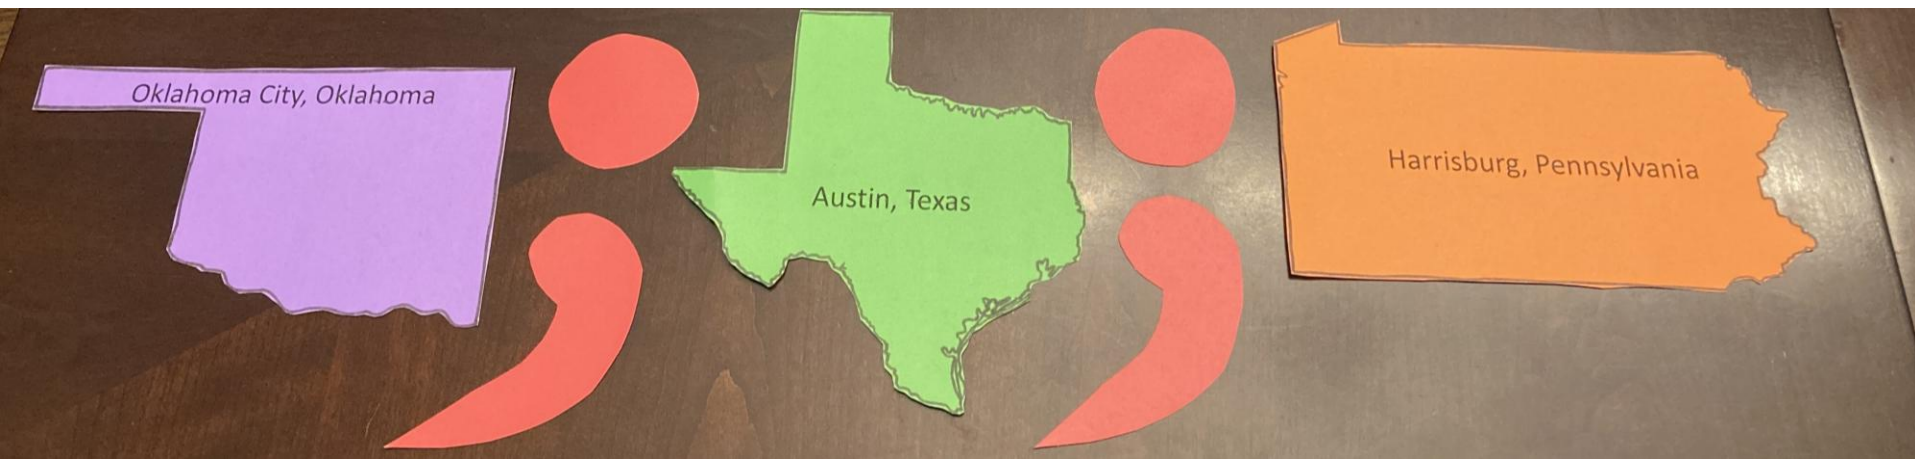 Oklahoma City, Oklahoma
;
Austin, Texas
;
Harrisburg, Pennsylvania